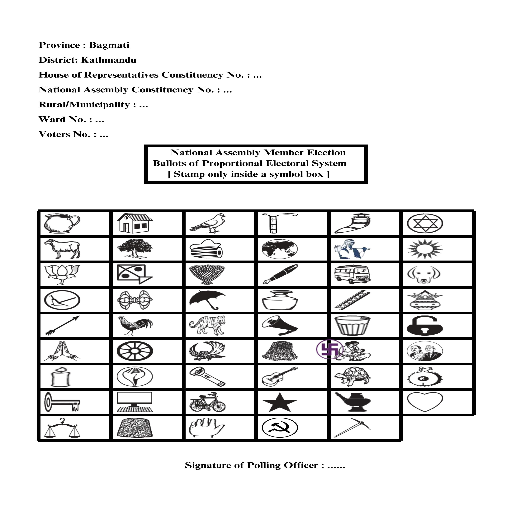 Province : Bagmati
District: Kathmandu
House of Representatives Constituency No. : ...
National Assembly Constituency No. : ...
Rural/Municipality : ...
Ward No. : ...
Voters No. : ...
National Assembly Member Election
Ballots of Proportional Electoral System
[ Stamp only inside a symbol box ]
Signature of Polling Officer : ......